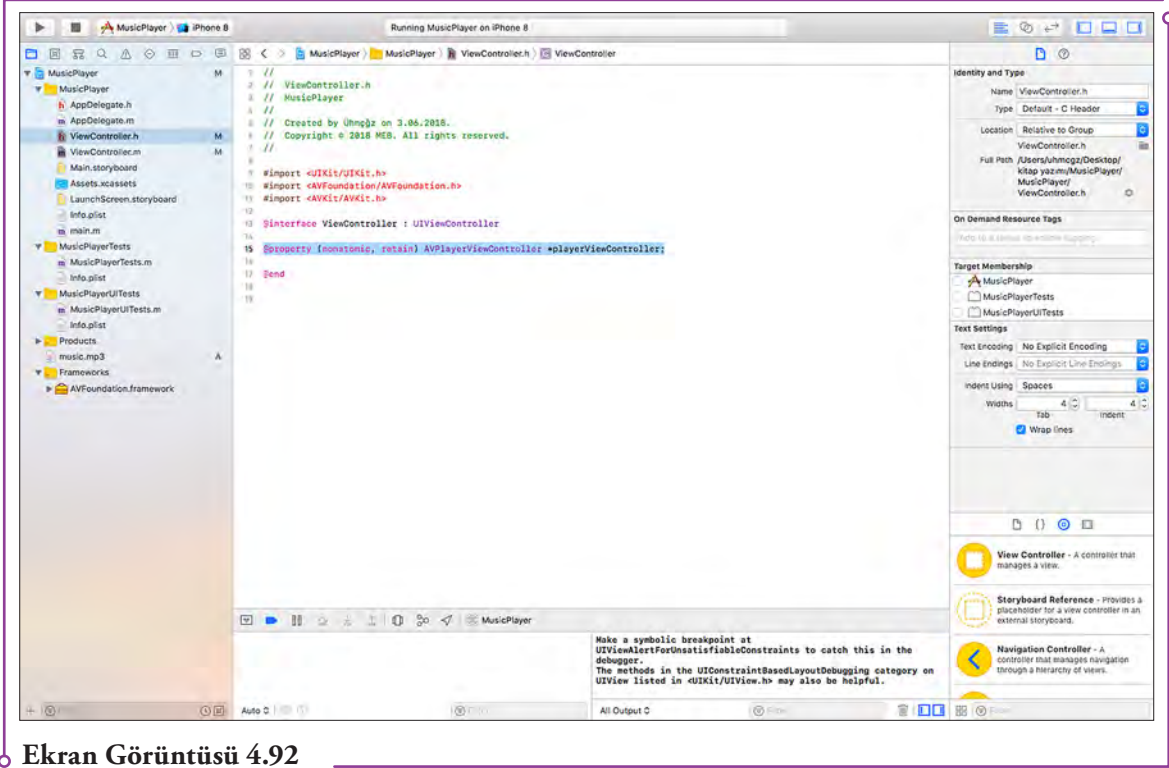 MusicPlayer iPhone 8
Running MusicPlayer on iPhone 8
MusicPlayer M
MusicPlayer
h AppDelegate.h
m AppDelegate.m
h ViewController.h M
m ViewController.m M
Main.storyboard
Assets.xcassets
LaunchScreen.storyboard
Info.plist
m main.m
MusicPlayerTests
m MusicPlayerTests.m
Info.plist
MusicPlayerUITests
m MusicPlayerUITests.m
Info.plist
Products
music.mp3 A
Frameworks
AVFoundation.framework
MusicPlayer MusicPlayer ViewController.h ViewController
1 //
2 // ViewController.h
3 // MusicPlayer
4 //
5 // Created by Ühmgğz on 3.06.2018.
6 // Copyright © 2018 MEB. All rights reserved.
7 //
8
9 #import <UIKit/UIKit.h>
10 #import <AVFoundation/AVFoundation.h>
11 #import <AVKit/AVKit.h>
12
13 @interface ViewController : UIViewController
14
15 @property (nonatomic, retain) AVPlayerViewController *playerViewController;
16
17 @end
18
19
MusicPlayer
Make a symbolic breakpoint at
UIViewAlertForUnsatisfiableConstraints to catch this in the
debugger.
The methods in the UIConstraintBasedLayoutDebugging category on
UIView listed in <UIKit/UIView.h> may also be helpful.
Auto
Filter
All Output
Filter
Identity and Type
Name ViewController.h
Type Default - C Header
Location Relative to Group
ViewController.h
Full Path /Users/uhmcgz/Desktop/
kitap yazımı/MusicPlayer/
MusicPlayer/
ViewController.h
On Demand Resource Tags
Target Membership
MusicPlayer
MusicPlayerTests
MusicPlayerUITests
Text Settings
Text Encoding No Explicit Encoding
Line Endings No Explicit Line Endings
Indent Using Spaces
Widths 4 4
Tab Indent
Wrap lines
View Controller - A controller that
manages a view.
Storyboard Reference - Provides a
placeholder for a view controller in an
external storyboard.
Navigation Controller - A
controller that manages navigation
through a hierarchy of views.
Filter
Ekran Görüntüsü 4.92